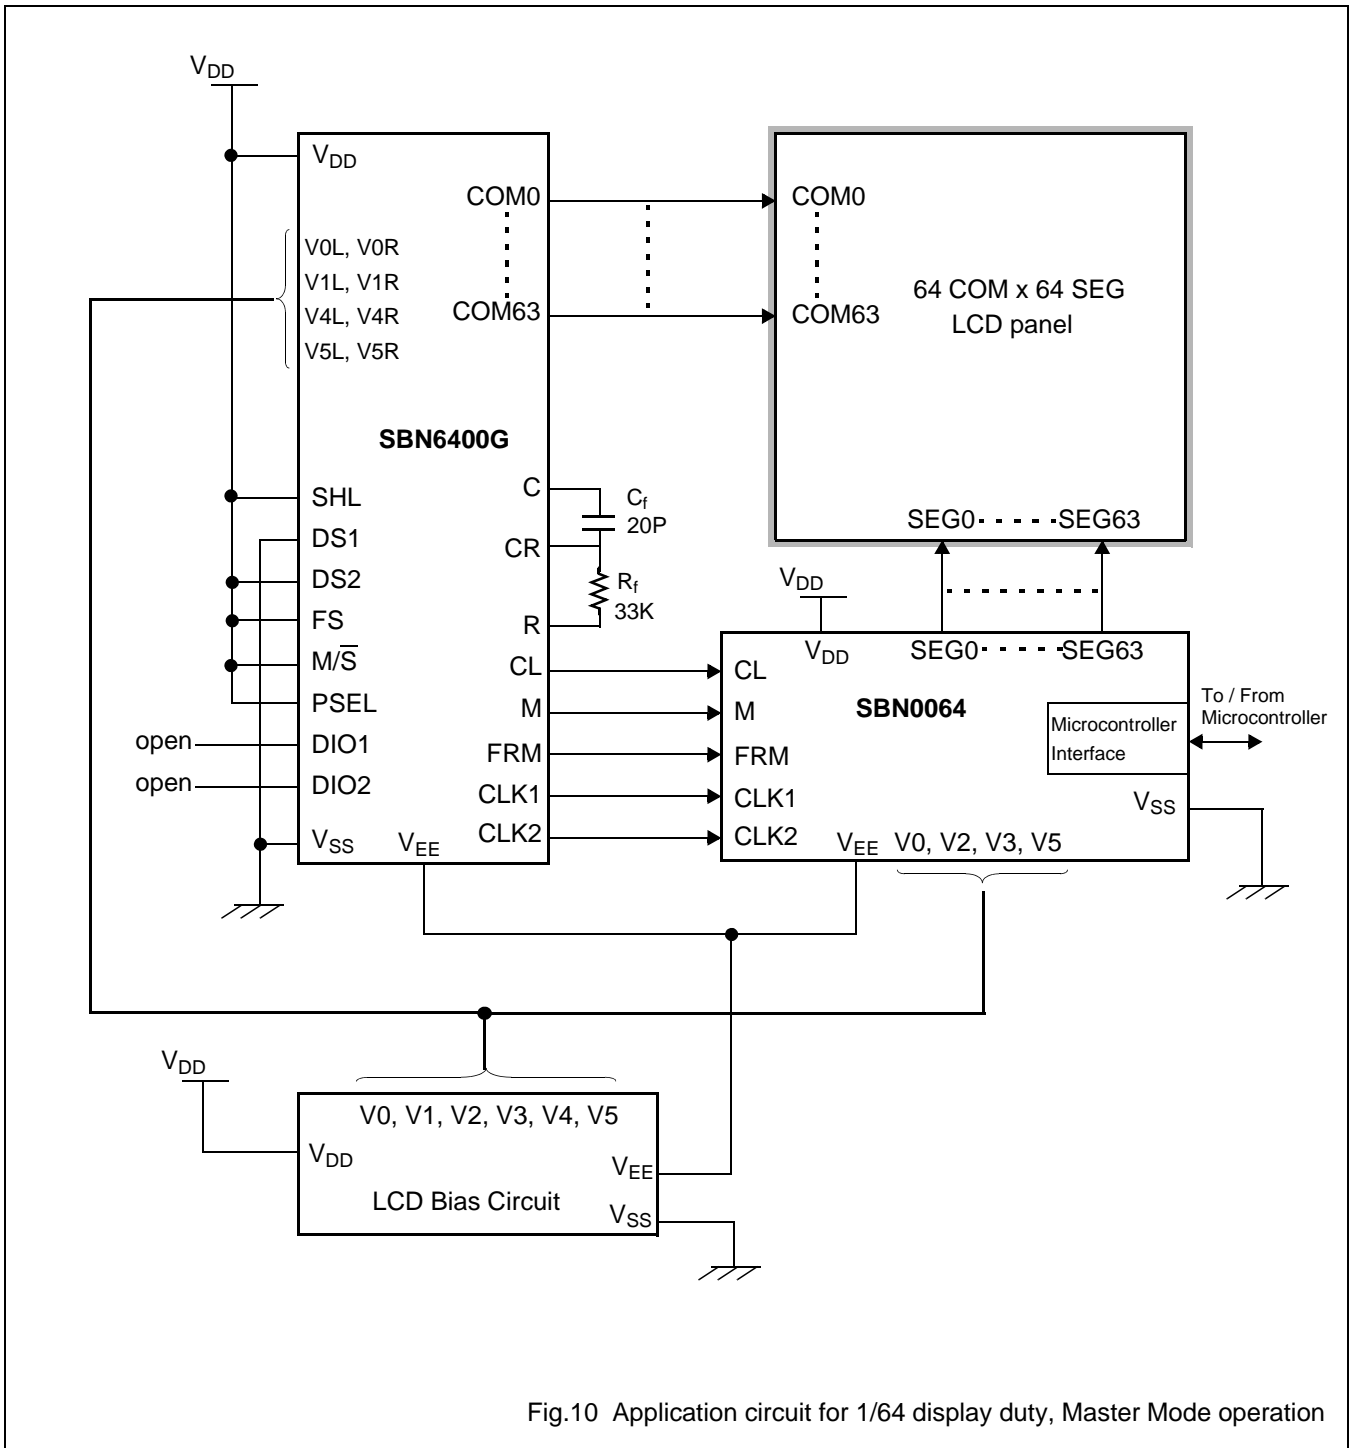 VDD
VDD
V0L, V0R
V1L, V1R
V4L, V4R
V5L, V5R
SBN6400G
COM0
COM63
SHL
DS1
DS2
FS
M/S̅
PSEL
open
DIO1
open
DIO2
VSS
VEE
C
CR
R
CL
M
FRM
CLK1
CLK2
Cf
20P
Rf
33K
COM0
COM63
64 COM x 64 SEG
LCD panel
SEG0
SEG63
VDD
VDD
SEG0
SEG63
CL
M
FRM
CLK1
CLK2
SBN0064
Microcontroller
Interface
To / From
Microcontroller
VSS
VEE
V0, V2, V3, V5
VDD
V0, V1, V2, V3, V4, V5
VDD
VEE
LCD Bias Circuit
VSS
Fig.10 Application circuit for 1/64 display duty, Master Mode operation